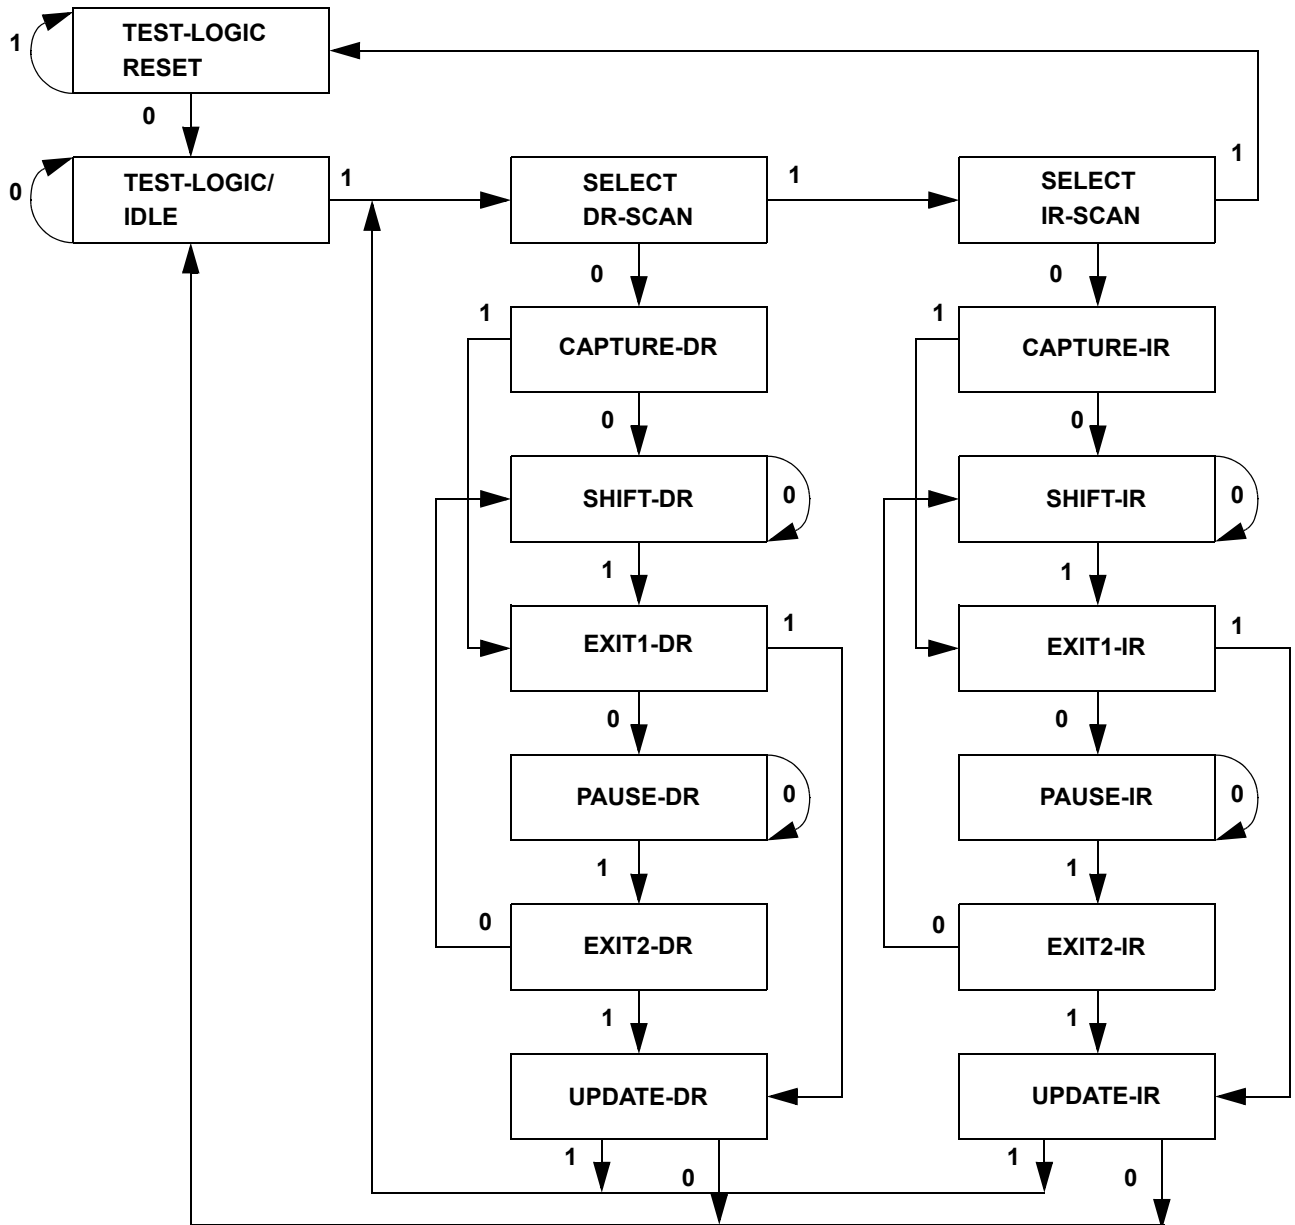 1
TEST-LOGIC
RESET
0
0
TEST-LOGIC/
IDLE
1
SELECT
DR-SCAN
1
SELECT
IR-SCAN
1
0
0
1
CAPTURE-DR
1
CAPTURE-IR
0
0
SHIFT-DR
0
SHIFT-IR
0
1
1
EXIT1-DR
1
EXIT1-IR
1
0
0
PAUSE-DR
0
PAUSE-IR
0
1
1
0
EXIT2-DR
0
EXIT2-IR
1
1
UPDATE-DR
UPDATE-IR
1
0
1
0